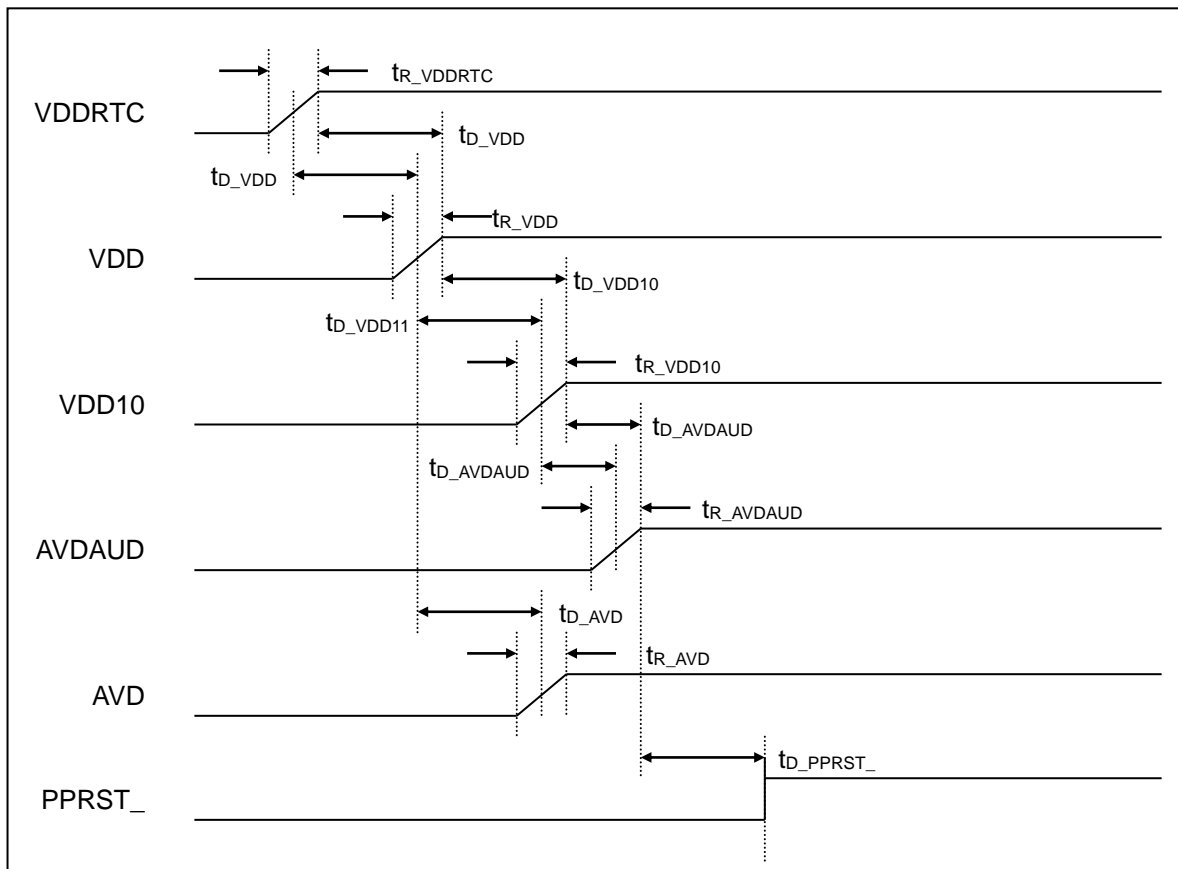 tR_VDDRTC
VDDRTC
tD_VDD
tD_VDD
tR_VDD
VDD
tD_VDD10
tD_VDD11
tR_VDD10
VDD10
tD_AVDAUD
tD_AVDAUD
tR_AVDAUD
AVDAUD
tD_AVD
tR_AVD
AVD
tD_PPRST_
PPRST_